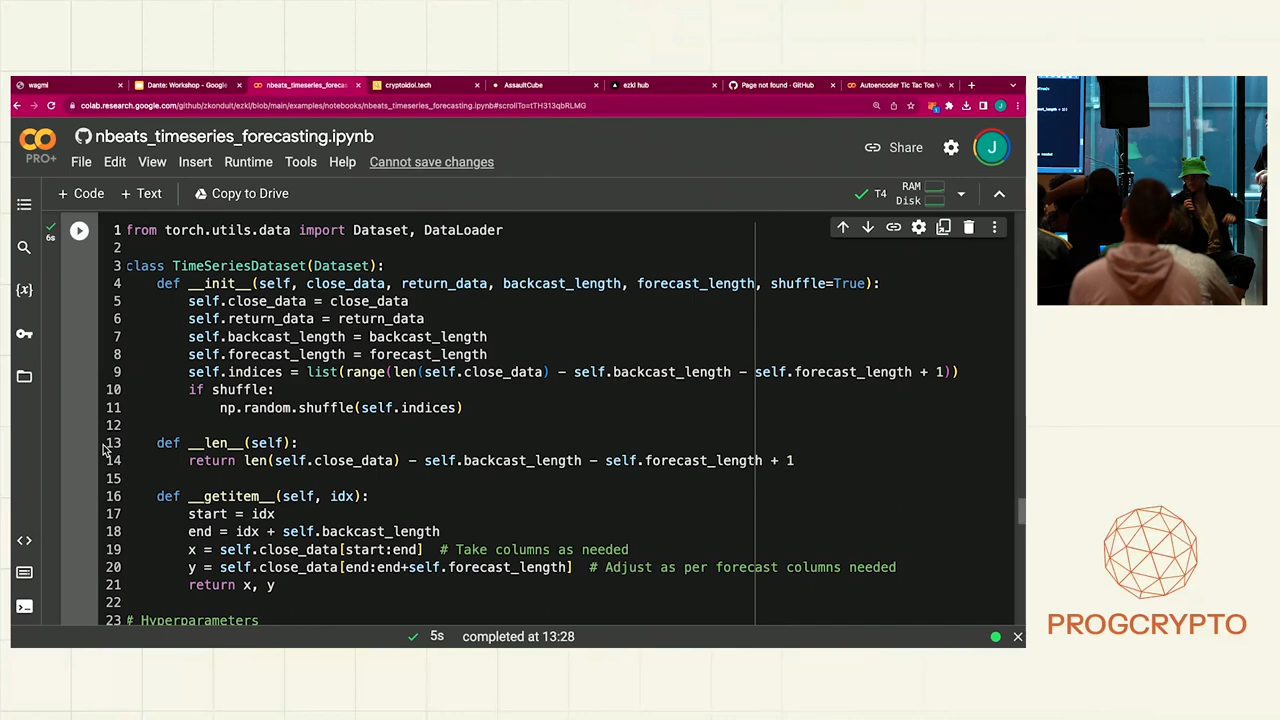 wagmi
Dante: Workshop - Google
nbeats_timeseries_foreca
cryptoidol.tech
AssaultCube
ezkl hub
Page not found · GitHub
Autoencoder Tic Tac Toe V
colab.research.google.com/github/zkonduit/ezkl/blob/main/examples/notebooks/nbeats_timeseries_forecasting.ipynb#scrollTo=tTH313qbRLMG
PRO+
nbeats_timeseries_forecasting.ipynb
Share
J
File Edit View Insert Runtime Tools Help Cannot save changes
+ Code + Text Copy to Drive
T4
RAM
Disk
6s
1 from torch.utils.data import Dataset, DataLoader
2
3 class TimeSeriesDataset(Dataset):
4 def __init__(self, close_data, return_data, backcast_length, forecast_length, shuffle=True):
5 self.close_data = close_data
6 self.return_data = return_data
7 self.backcast_length = backcast_length
8 self.forecast_length = forecast_length
9 self.indices = list(range(len(self.close_data) - self.backcast_length - self.forecast_length + 1))
10 if shuffle:
11 np.random.shuffle(self.indices)
12
13 def __len__(self):
14 return len(self.close_data) - self.backcast_length - self.forecast_length + 1
15
16 def __getitem__(self, idx):
17 start = idx
18 end = idx + self.backcast_length
19 x = self.close_data[start:end] # Take columns as needed
20 y = self.close_data[end:end+self.forecast_length] # Adjust as per forecast columns needed
21 return x, y
22
23 # Hyperparameters
5s completed at 13:28
PROGCRYPTO